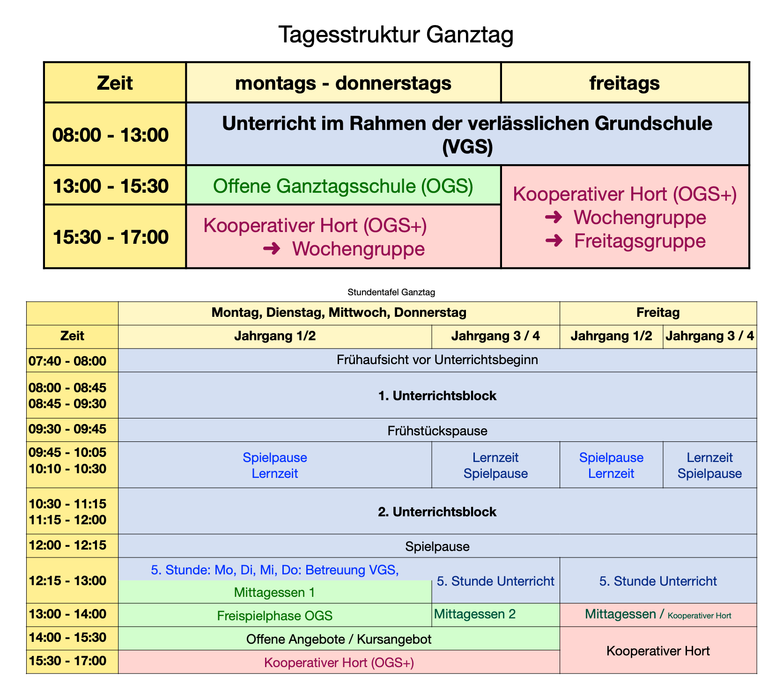 Tagesstruktur Ganztag
Zeit montags - donnerstags freitags
08:00 - 13:00 Unterricht im Rahmen der verlässlichen Grundschule
(VGS)
13:00 - 15:30 Offene Ganztagsschule (OGS)
Kooperativer Hort (OGS+)
➜ Wochengruppe
➜ Freitagsgruppe
15:30 - 17:00 Kooperativer Hort (OGS+)
➜ Wochengruppe
Stundentafel Ganztag
Montag, Dienstag, Mittwoch, Donnerstag Freitag
Zeit Jahrgang 1/2 Jahrgang 3 / 4 Jahrgang 1/2 Jahrgang 3 / 4
07:40 - 08:00 Frühaufsicht vor Unterrichtsbeginn
08:00 - 08:45
08:45 - 09:30
1. Unterrichtsblock
09:30 - 09:45 Frühstückspause
09:45 - 10:05 Spielpause Lernzeit Spielpause Lernzeit
10:10 - 10:30 Lernzeit Spielpause Lernzeit Spielpause
10:30 - 11:15
11:15 - 12:00
2. Unterrichtsblock
12:00 - 12:15 Spielpause
12:15 - 13:00 5. Stunde: Mo, Di, Mi, Do: Betreuung VGS,
Mittagessen 1
5. Stunde Unterricht 5. Stunde Unterricht
13:00 - 14:00 Freispielphase OGS Mittagessen 2 Mittagessen / Kooperativer Hort
14:00 - 15:30 Offene Angebote / Kursangebot
Kooperativer Hort
15:30 - 17:00 Kooperativer Hort (OGS+)